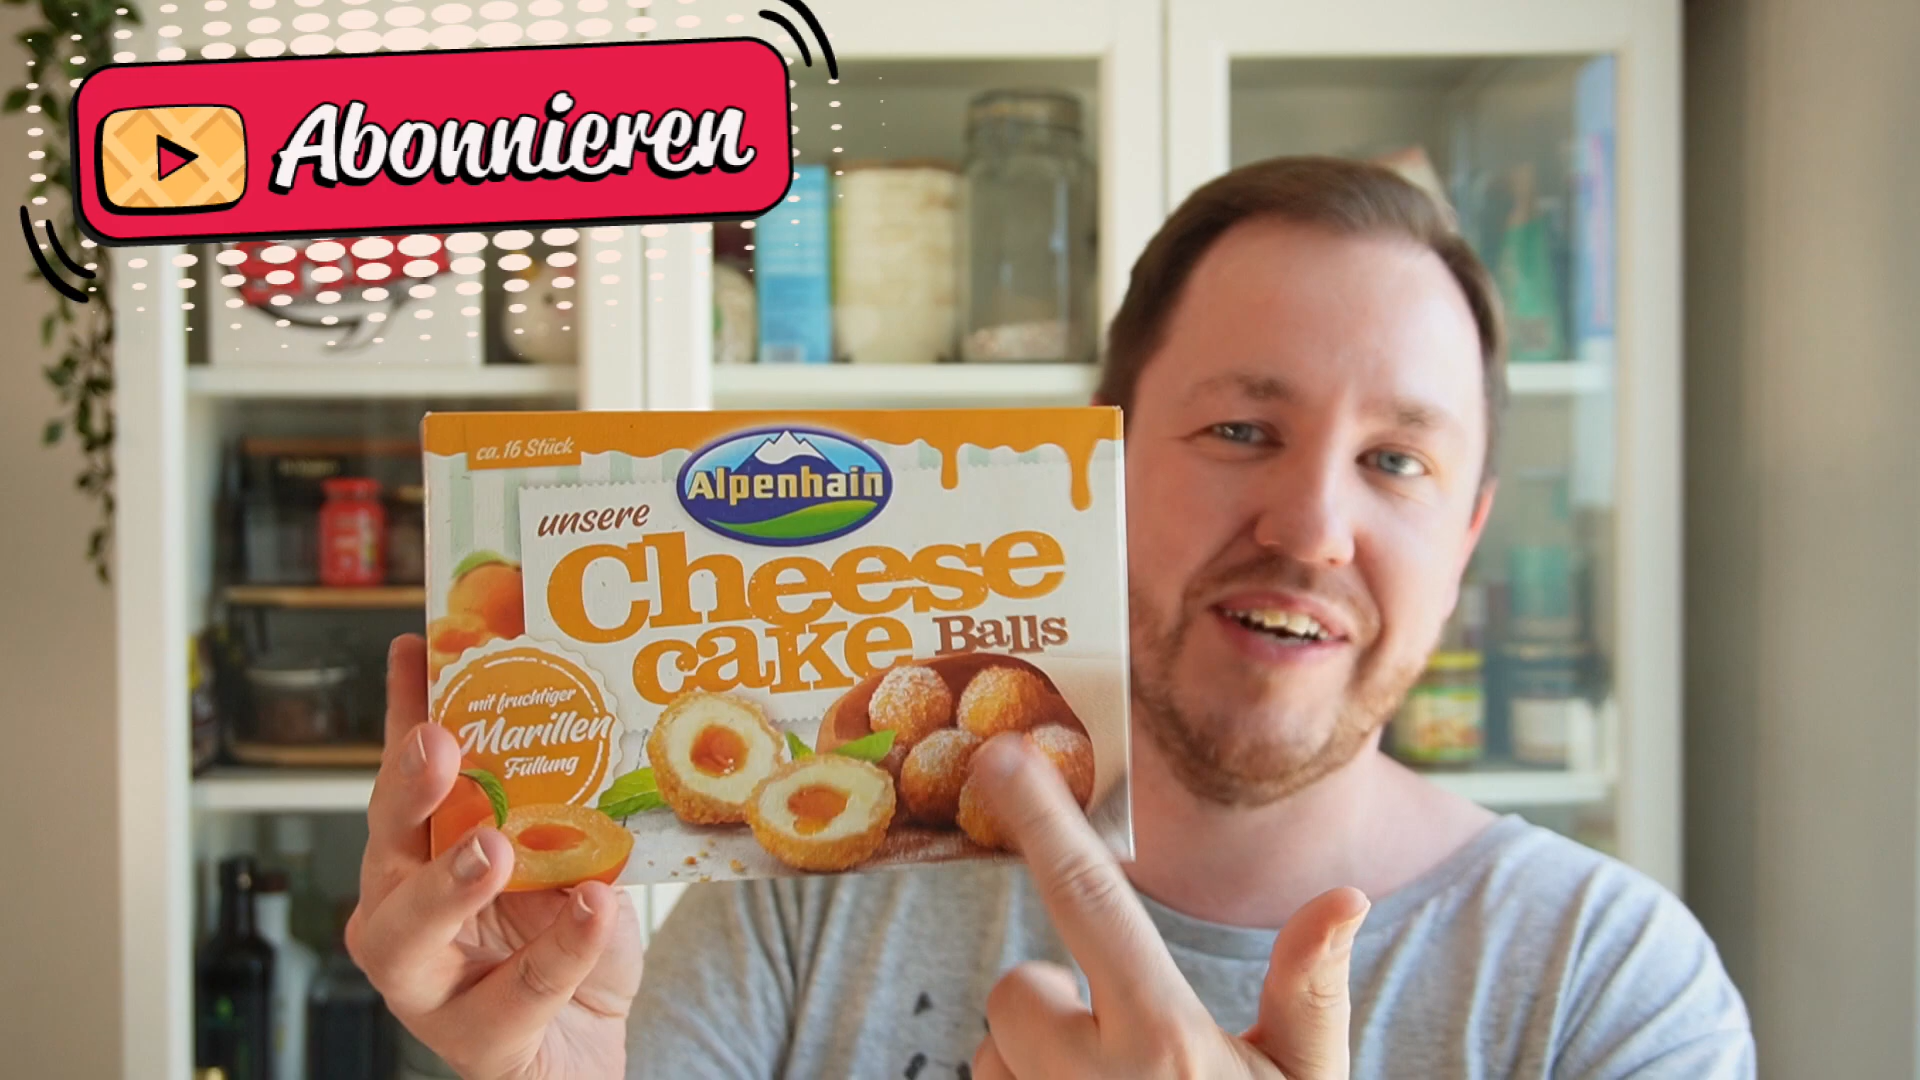 Abonnieren
ca. 16 Stück
Alpenhain
unsere
Cheese
cake Balls
mit fruchtiger
Marillen
Füllung